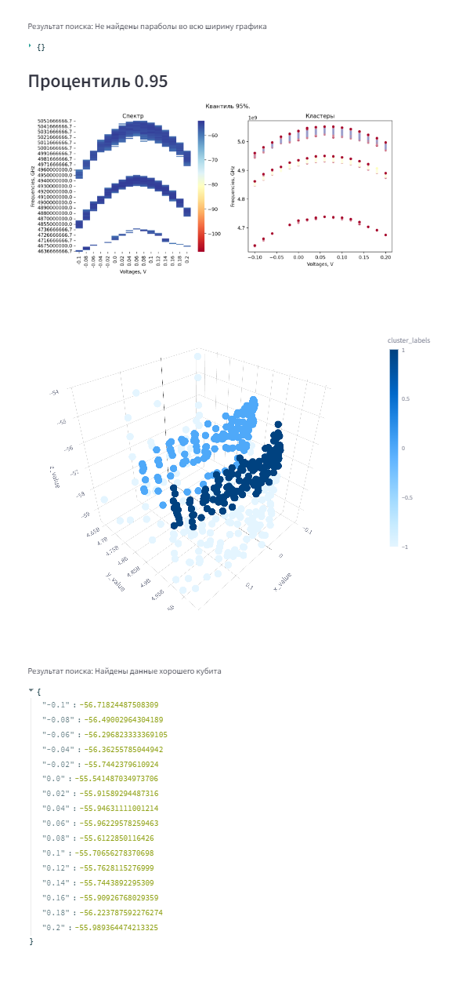 Результат поиска: Не найдены параболы во всю ширину графика
{}
Процентиль 0.95
Квантиль 95%.
Спектр
Кластеры
5051666666.7
5041666666.7
5031666666.7
5021666666.7
5011666666.7
5001666666.7
4991666666.7
4981666666.7
4971666666.7
4960000000.0
4940000000.0
4930000000.0
4920000000.0
4910000000.0
4900000000.0
4890000000.0
4880000000.0
4870000000.0
4855000000.0
4736666666.7
4726666666.7
4716666666.7
4675000000.0
4636666666.7
Frequencies, GHz
-0.1 -0.08 -0.06 -0.04 -0.02 0.0 0.02 0.04 0.06 0.08 0.1 0.12 0.14 0.16 0.18 0.2
Voltages, V
−60
−70
−80
−90
−100
1e9
5.0
4.9
4.8
4.7
Frequencies, GHz
−0.10 −0.05 0.00 0.05 0.10 0.15 0.20
Voltages, V
cluster_labels
1
0.5
0
−0.5
−1
−54
−55
−56
−57
−58
−59
z_value
4.65B
4.7B
4.75B
4.8B
4.85B
4.9B
4.95B
5B
y_value
0.1
0
−0.1
x_value
Результат поиска: Найдены данные хорошего кубита
{
"-0.1" : -56.71824487508309
"-0.08" : -56.49002964304189
"-0.06" : -56.296823333369105
"-0.04" : -56.36255785044942
"-0.02" : -55.7442379610924
"0.0" : -55.541487034973706
"0.02" : -55.91589294487316
"0.04" : -55.94631111001214
"0.06" : -55.96229578259463
"0.08" : -55.6122850116426
"0.1" : -55.70656278370698
"0.12" : -55.7628115276999
"0.14" : -55.7443892295309
"0.16" : -55.90926768029359
"0.18" : -56.223787592276274
"0.2" : -55.989364474213325
}